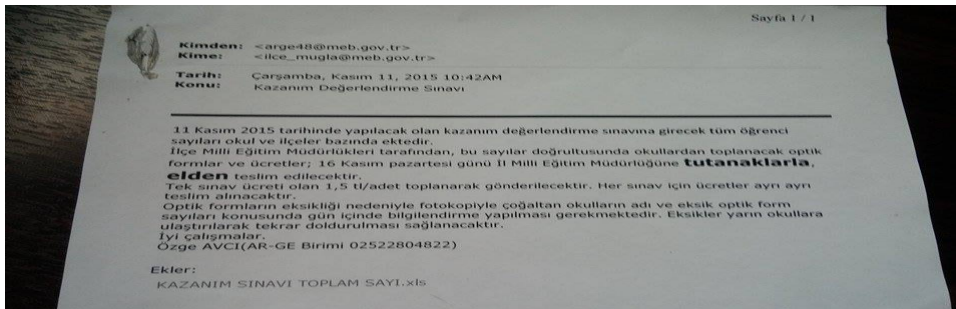 Sayfa 1 / 1
Kimden: <arge48@meb.gov.tr>
Kime: <ilce_mugla@meb.gov.tr>
Tarih: Çarşamba, Kasım 11, 2015 10:42AM
Konu: Kazanım Değerlendirme Sınavı
11 Kasım 2015 tarihinde yapılacak olan kazanım değerlendirme sınavına girecek tüm öğrenci
sayıları okul ve ilçeler bazında ektedir.
İlçe Milli Eğitim Müdürlükleri tarafından, bu sayılar doğrultusunda okullardan toplanacak optik
formlar ve ücretler; 16 Kasım pazartesi günü İl Milli Eğitim Müdürlüğüne tutanaklarla,
elden teslim edilecektir.
Tek sınav ücreti olan 1,5 tl/adet toplanarak gönderilecektir. Her sınav için ücretler ayrı ayrı
teslim alınacaktır.
Optik formların eksikliği nedeniyle fotokopiyle çoğaltan okulların adı ve eksik optik form
sayıları konusunda gün içinde bilgilendirme yapılması gerekmektedir. Eksikler yarın okullara
ulaştırılarak tekrar doldurulması sağlanacaktır.
İyi çalışmalar.
Özge AVCI(AR-GE Birimi 02522804822)
Ekler:
KAZANIM SINAVI TOPLAM SAYI.xls